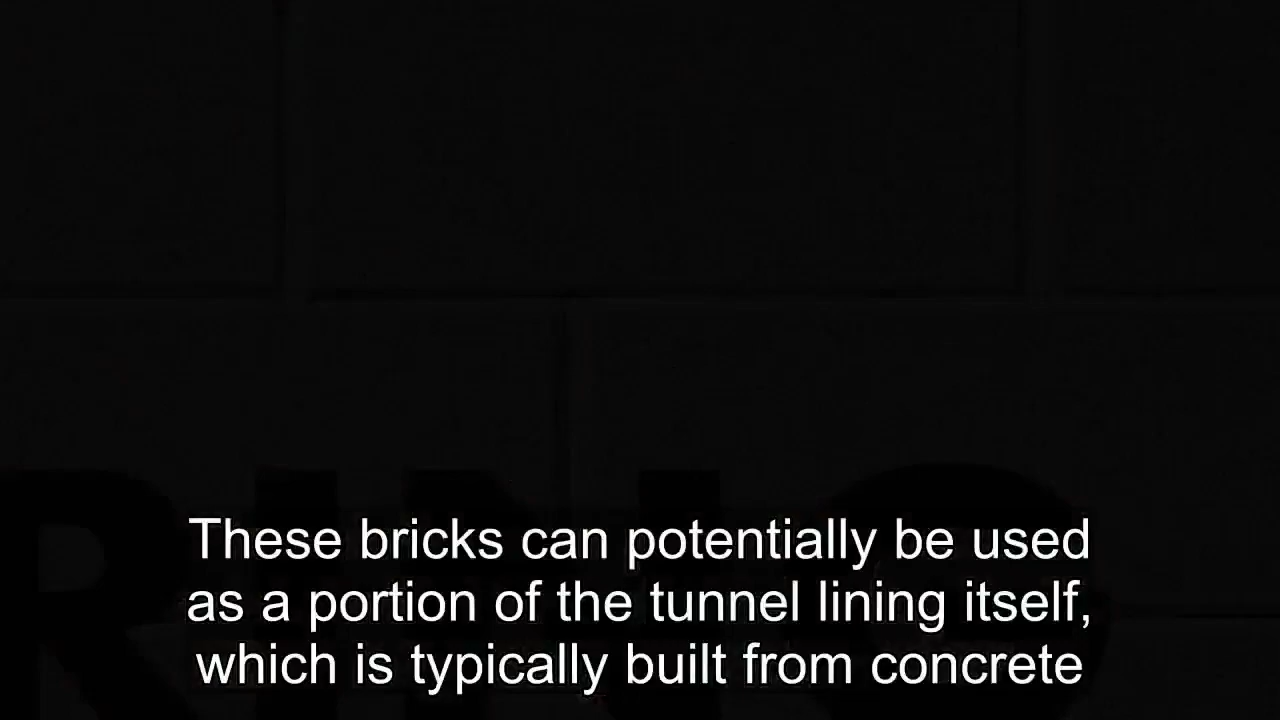 RING
These bricks can potentially be used
as a portion of the tunnel lining itself,
which is typically built from concrete